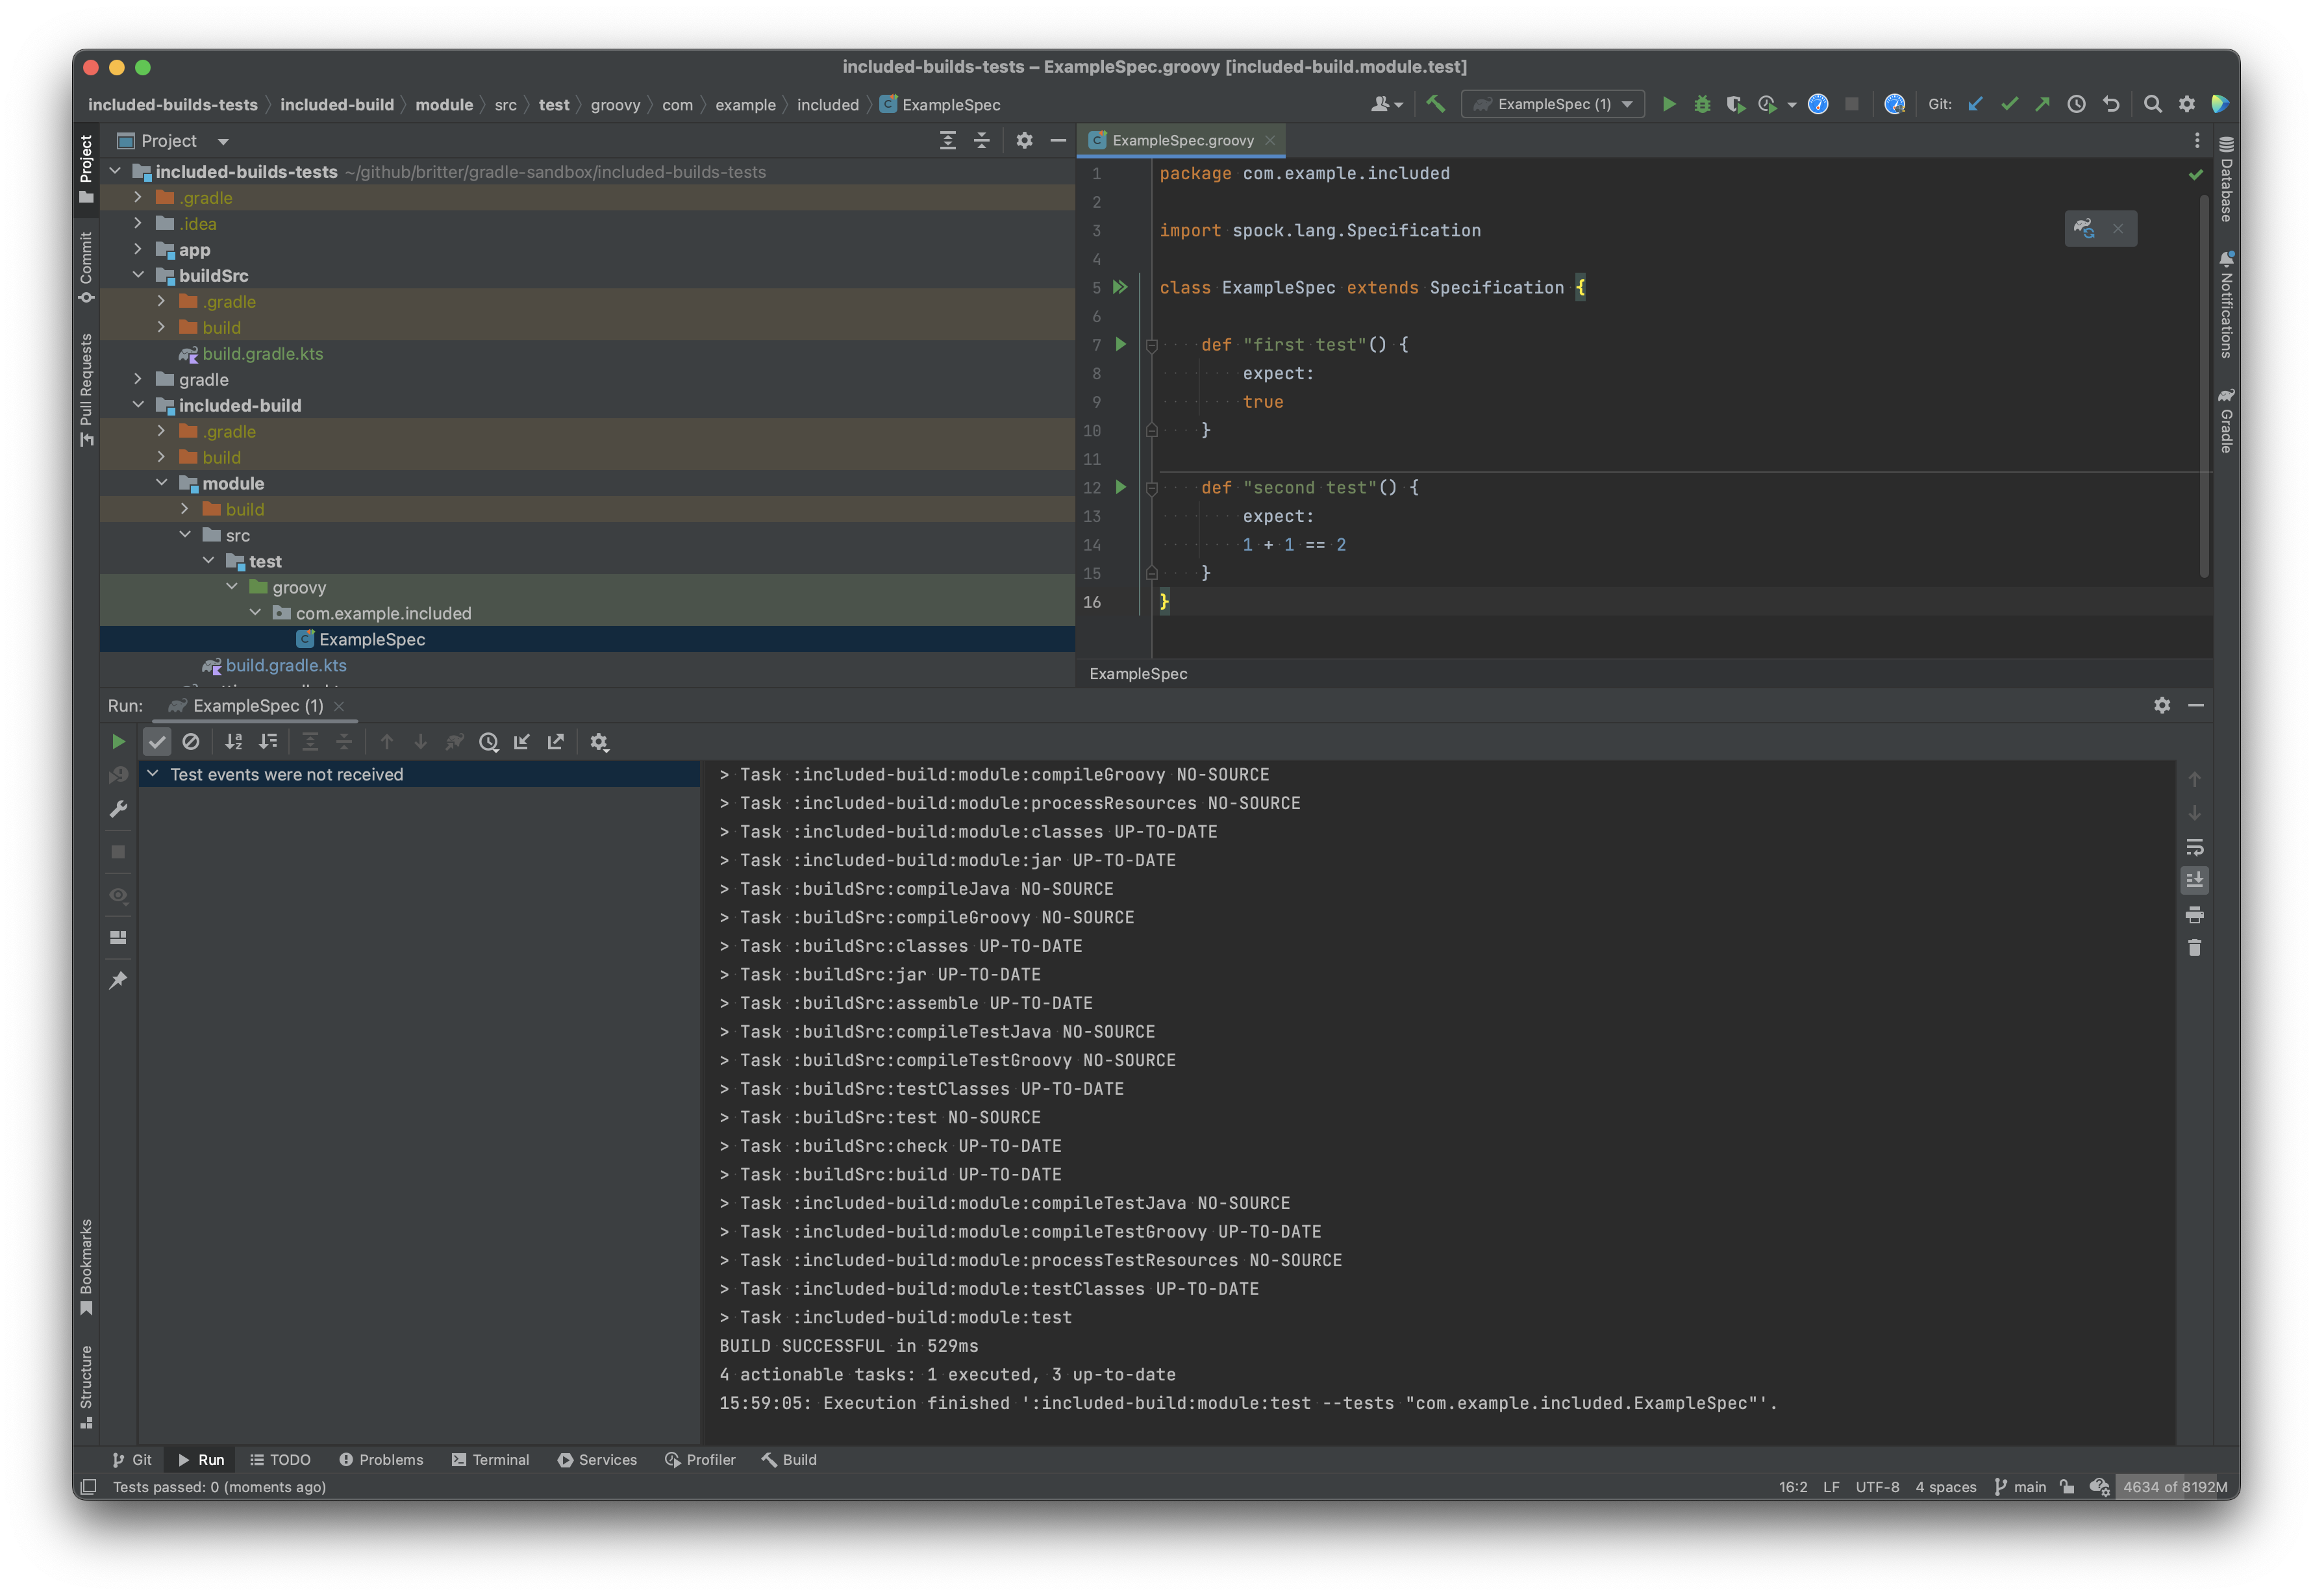 included-builds-tests – ExampleSpec.groovy [included-build.module.test]
included-builds-tests 〉 included-build 〉 module 〉 src 〉 test 〉 groovy 〉 com 〉 example 〉 included 〉 ExampleSpec
ExampleSpec (1)
Git:
Project
Commit
Pull Requests
Bookmarks
Structure
Project
included-builds-tests ~/github/britter/gradle-sandbox/included-builds-tests
.gradle
.idea
app
buildSrc
.gradle
build
build.gradle.kts
gradle
included-build
.gradle
build
module
build
src
test
groovy
com.example.included
ExampleSpec
build.gradle.kts
ExampleSpec.groovy
1 package com.example.included
2
3 import spock.lang.Specification
4
5 class ExampleSpec extends Specification {
6
7 def "first test"() {
8 expect:
9 true
10 }
11
12 def "second test"() {
13 expect:
14 1 + 1 == 2
15 }
16 }
ExampleSpec
Database
Notifications
Gradle
Run: ExampleSpec (1)
Test events were not received
> Task :included-build:module:compileGroovy NO-SOURCE
> Task :included-build:module:processResources NO-SOURCE
> Task :included-build:module:classes UP-TO-DATE
> Task :included-build:module:jar UP-TO-DATE
> Task :buildSrc:compileJava NO-SOURCE
> Task :buildSrc:compileGroovy NO-SOURCE
> Task :buildSrc:classes UP-TO-DATE
> Task :buildSrc:jar UP-TO-DATE
> Task :buildSrc:assemble UP-TO-DATE
> Task :buildSrc:compileTestJava NO-SOURCE
> Task :buildSrc:compileTestGroovy NO-SOURCE
> Task :buildSrc:testClasses UP-TO-DATE
> Task :buildSrc:test NO-SOURCE
> Task :buildSrc:check UP-TO-DATE
> Task :buildSrc:build UP-TO-DATE
> Task :included-build:module:compileTestJava NO-SOURCE
> Task :included-build:module:compileTestGroovy UP-TO-DATE
> Task :included-build:module:processTestResources NO-SOURCE
> Task :included-build:module:testClasses UP-TO-DATE
> Task :included-build:module:test
BUILD SUCCESSFUL in 529ms
4 actionable tasks: 1 executed, 3 up-to-date
15:59:05: Execution finished ':included-build:module:test --tests "com.example.included.ExampleSpec"'.
Git Run TODO Problems Terminal Services Profiler Build
Tests passed: 0 (moments ago)
16:2 LF UTF-8 4 spaces main 4634 of 8192M